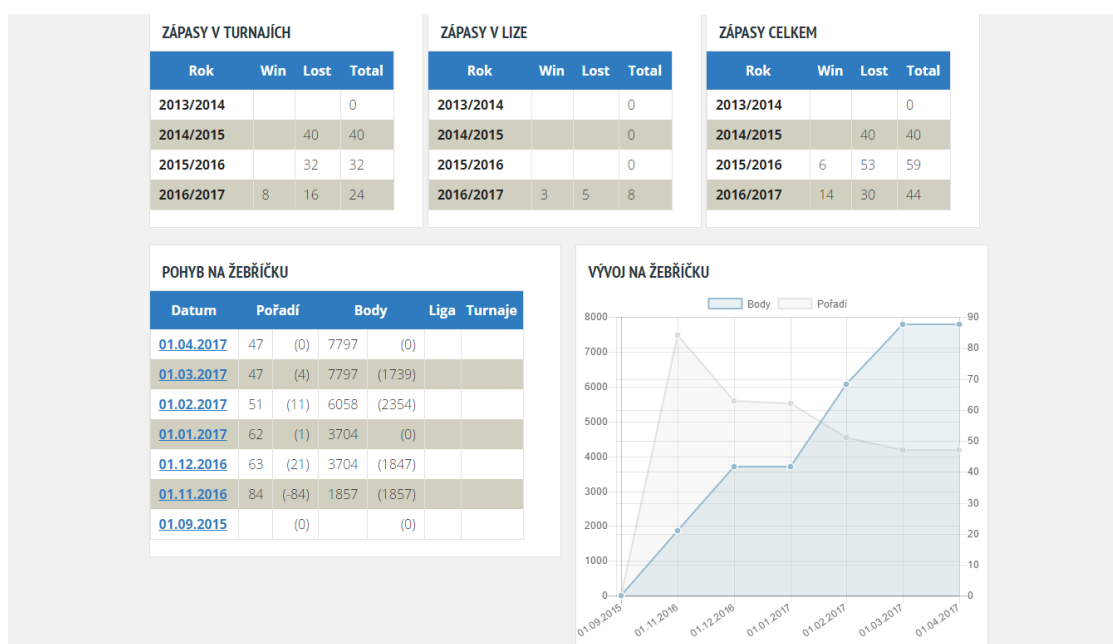 ZÁPASY V TURNAJÍCH
Rok Win Lost Total
2013/2014 0
2014/2015 40 40
2015/2016 32 32
2016/2017 8 16 24
ZÁPASY V LIZE
Rok Win Lost Total
2013/2014 0
2014/2015 0
2015/2016 0
2016/2017 3 5 8
ZÁPASY CELKEM
Rok Win Lost Total
2013/2014 0
2014/2015 40 40
2015/2016 6 53 59
2016/2017 14 30 44
POHYB NA ŽEBŘÍČKU
Datum Pořadí Body Liga Turnaje
01.04.2017 47 (0) 7797 (0)
01.03.2017 47 (4) 7797 (1739)
01.02.2017 51 (11) 6058 (2354)
01.01.2017 62 (1) 3704 (0)
01.12.2016 63 (21) 3704 (1847)
01.11.2016 84 (-84) 1857 (1857)
01.09.2015 (0) (0)
VÝVOJ NA ŽEBŘÍČKU
Body Pořadí
8000 90
7000 80
6000 70
5000 60
4000 50
3000 40
2000 30
1000 20
0 10
0
01.09.2015 01.11.2016 01.12.2016 01.01.2017 01.02.2017 01.03.2017 01.04.2017